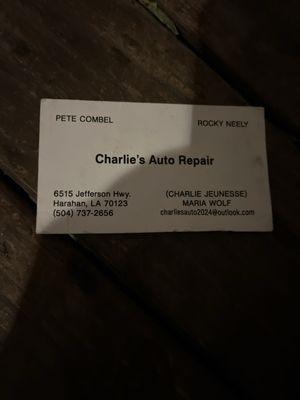 PETE COMBEL
ROCKY NEELY
Charlie's Auto Repair
6515 Jefferson Hwy.
Harahan, LA 70123
(504) 737-2656
(CHARLIE JEUNESSE)
MARIA WOLF
charliesauto2024@outlook.com